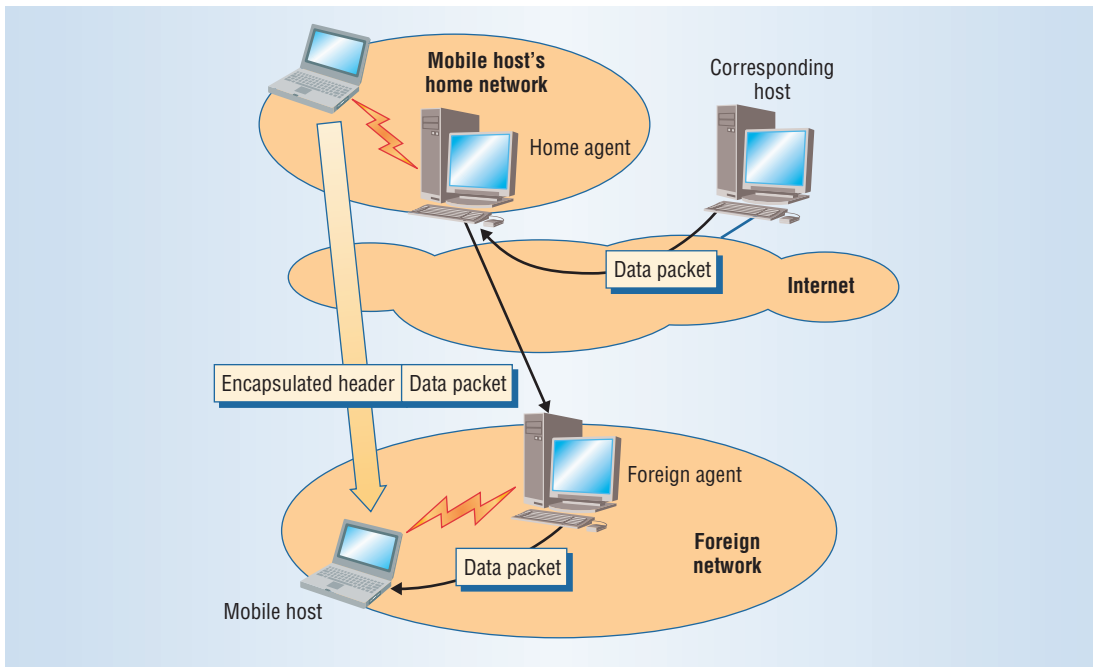 Mobile host's
home network
Corresponding
host
Home agent
Data packet
Internet
Encapsulated header
Data packet
Foreign agent
Data packet
Foreign
network
Mobile host